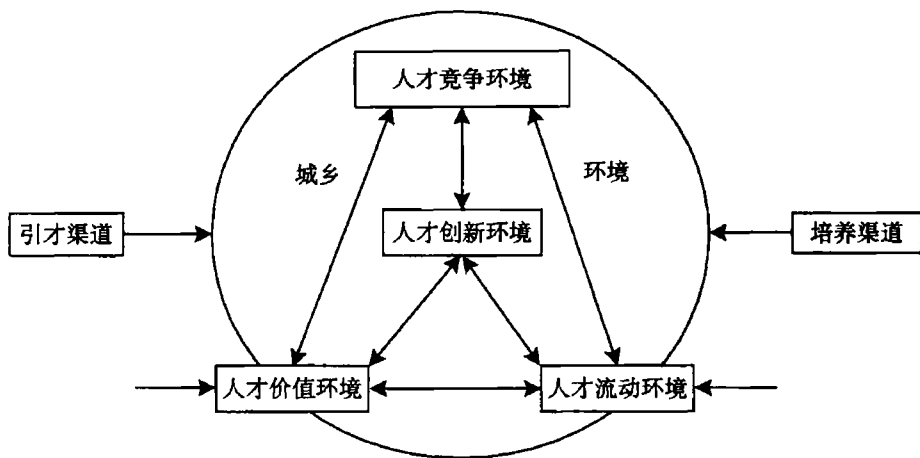 人才竞争环境
城乡
环境
引才渠道
人才创新环境
培养渠道
人才价值环境
人才流动环境